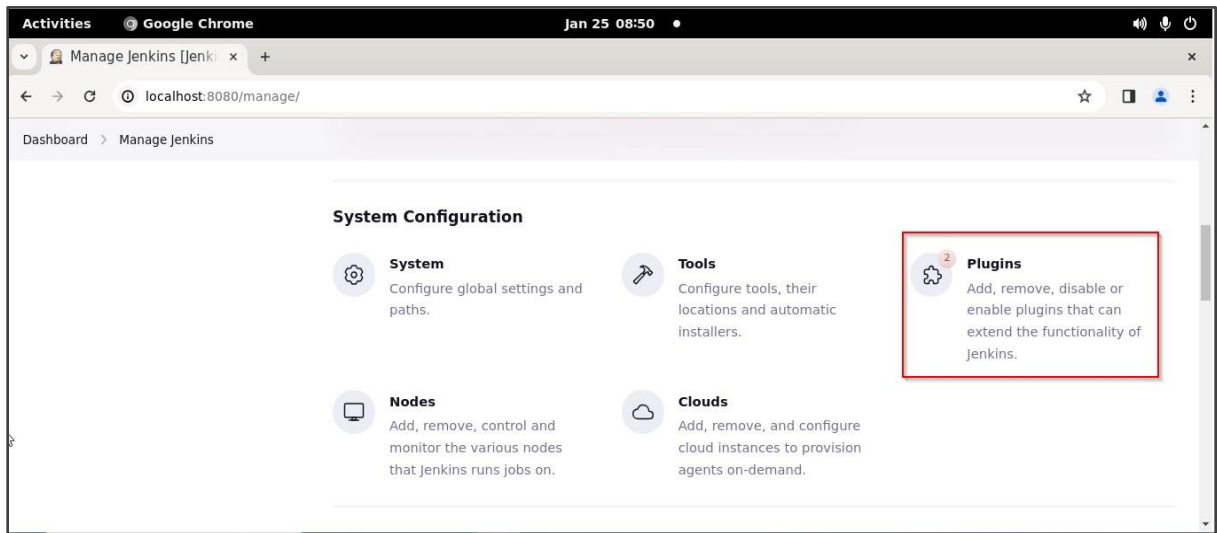 Activities Google Chrome Jan 25 08:50
Manage Jenkins [Jenki
localhost:8080/manage/
Dashboard > Manage Jenkins
System Configuration
System
Configure global settings and
paths.
Tools
Configure tools, their
locations and automatic
installers.
2
Plugins
Add, remove, disable or
enable plugins that can
extend the functionality of
Jenkins.
Nodes
Add, remove, control and
monitor the various nodes
that Jenkins runs jobs on.
Clouds
Add, remove, and configure
cloud instances to provision
agents on-demand.